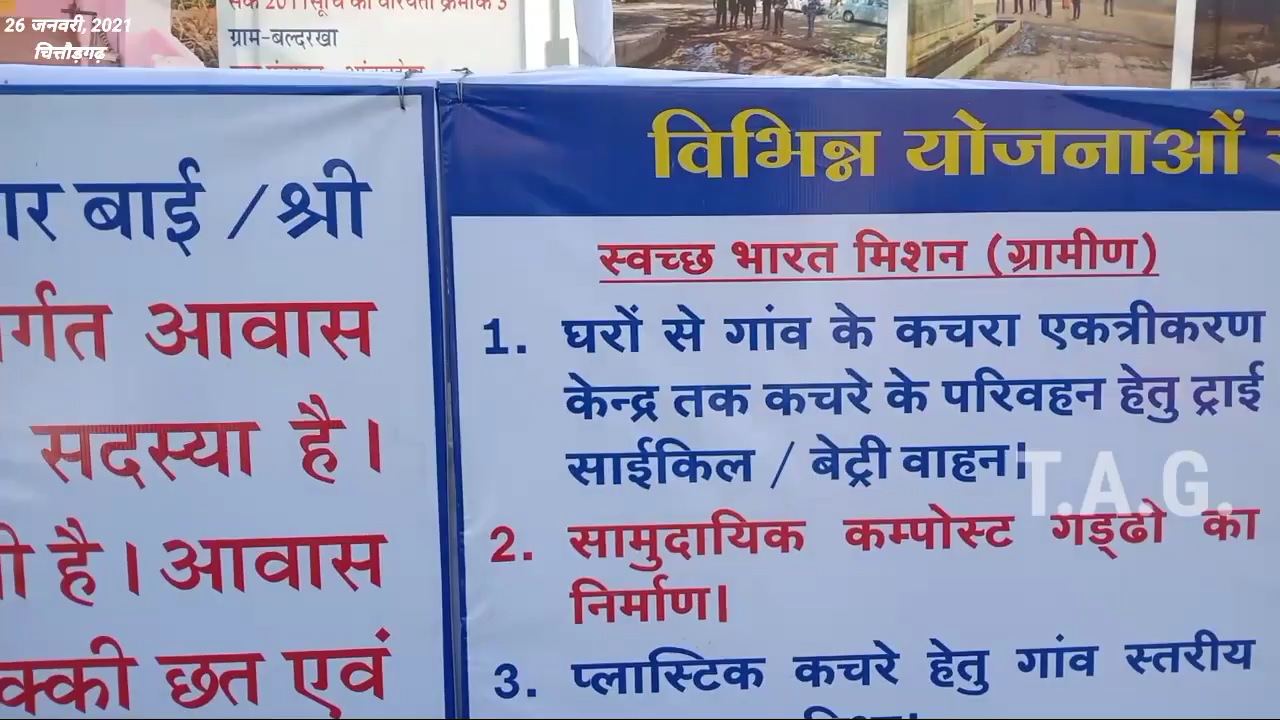 26 जनवरी, 2021
चित्तौड़गढ़
ग्राम-बल्दरखा
बाई / श्री
आवास
सदस्या है।
है। आवास
छत एवं
विभिन्न योजनाओं
स्वच्छ भारत मिशन (ग्रामीण)
1. घरों से गांव के कचरा एकत्रीकरण
केन्द्र तक कचरे के परिवहन हेतु ट्राई
साईकिल / बेट्री वाहन।
T.A.G.
2. सामुदायिक कम्पोस्ट गड्ढो का
निर्माण।
3. प्लास्टिक कचरे हेतु गांव स्तरीय